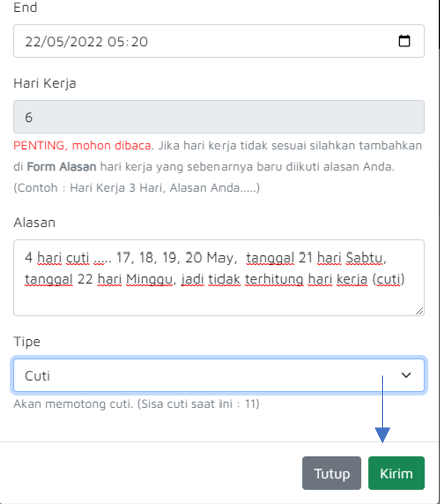 End
22/05/2022 05:20
Hari Kerja
6
PENTING, mohon dibaca. Jika hari kerja tidak sesuai silahkan tambahkan
di Form Alasan hari kerja yang sebenarnya baru diikuti alasan Anda.
(Contoh : Hari Kerja 3 Hari, Alasan Anda.....)
Alasan
4 hari cuti ..... 17, 18, 19, 20 May,  tanggal 21 hari Sabtu,
tanggal 22 hari Minggu, jadi tidak terhitung hari kerja (cuti)
Tipe
Cuti
Akan memotong cuti. (Sisa cuti saat ini : 11)
Tutup Kirim